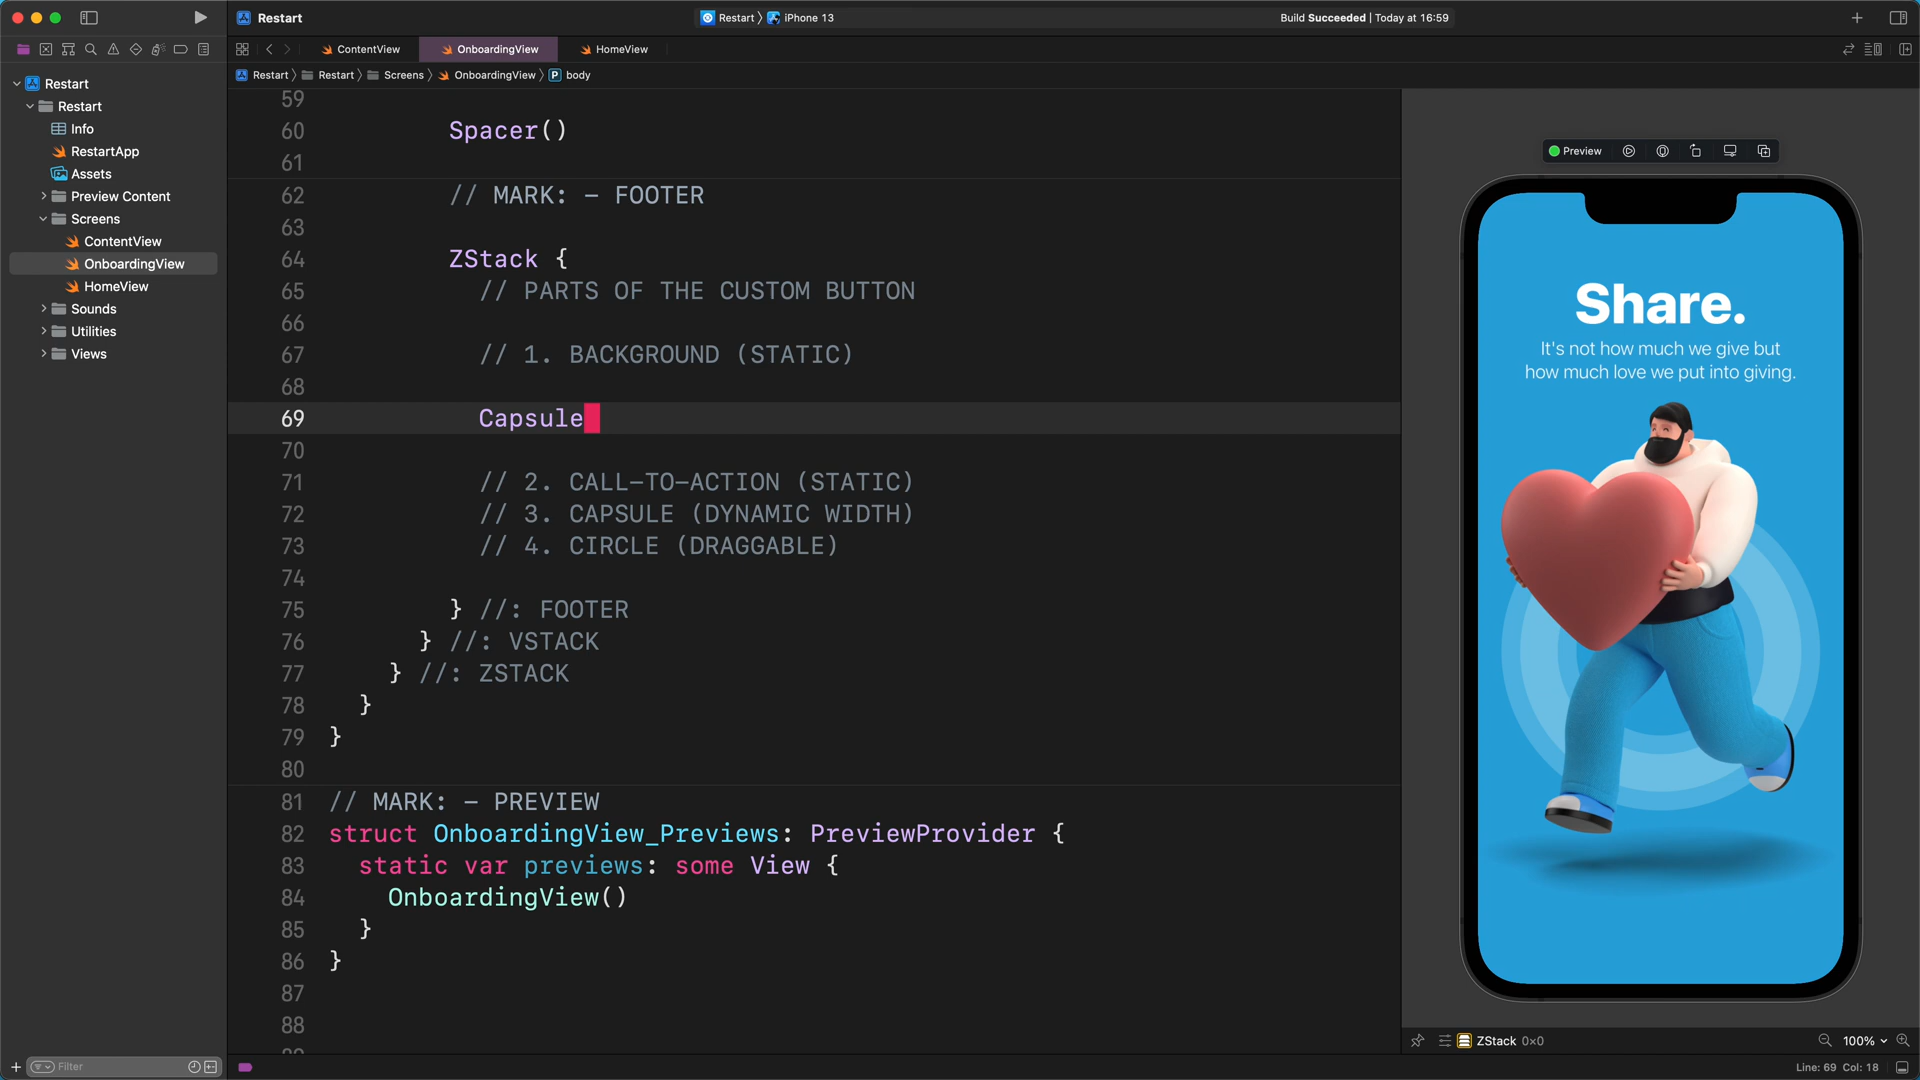 Restart
Restart
iPhone 13
Build Succeeded | Today at 16:59
ContentView
OnboardingView
HomeView
Restart
Restart
Screens
OnboardingView
P
body
Restart
Restart
Info
RestartApp
Assets
Preview Content
Screens
ContentView
OnboardingView
HomeView
Sounds
Utilities
Views
59
60 Spacer()
61
62 // MARK: - FOOTER
63
64 ZStack {
65 // PARTS OF THE CUSTOM BUTTON
66
67 // 1. BACKGROUND (STATIC)
68
69 Capsule
70
71 // 2. CALL-TO-ACTION (STATIC)
72 // 3. CAPSULE (DYNAMIC WIDTH)
73 // 4. CIRCLE (DRAGGABLE)
74
75 } //: FOOTER
76 } //: VSTACK
77 } //: ZSTACK
78 }
79 }
80
81 // MARK: - PREVIEW
82 struct OnboardingView_Previews: PreviewProvider {
83 static var previews: some View {
84 OnboardingView()
85 }
86 }
87
88
Preview
Share.
It's not how much we give but
how much love we put into giving.
ZStack 0×0
100%
Filter
Line: 69 Col: 18